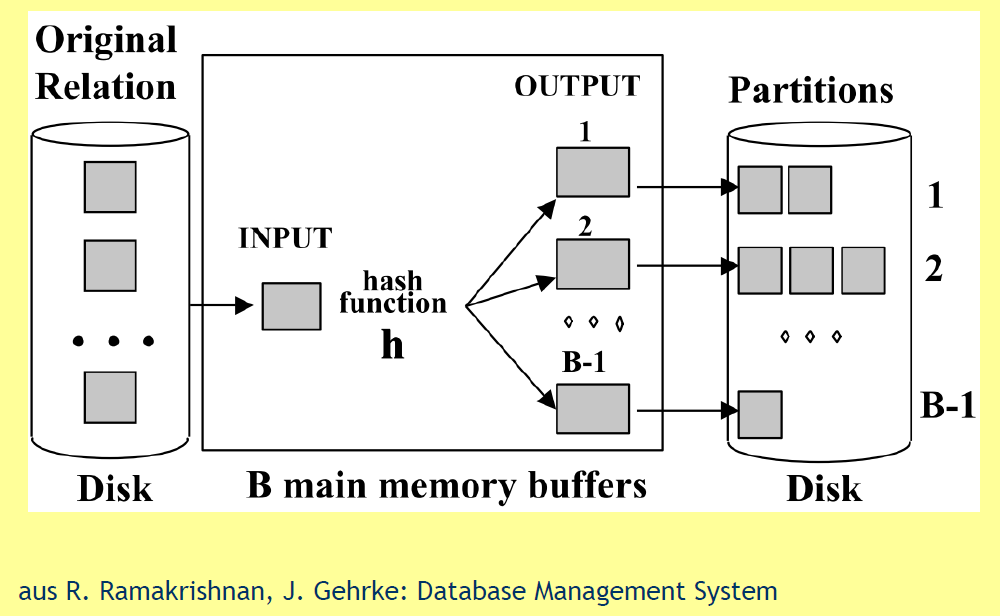 Original
Relation
OUTPUT
Partitions
1
1
INPUT
2
2
hash
function
h
B-1
B-1
Disk
B main memory buffers
Disk
aus R. Ramakrishnan, J. Gehrke: Database Management System